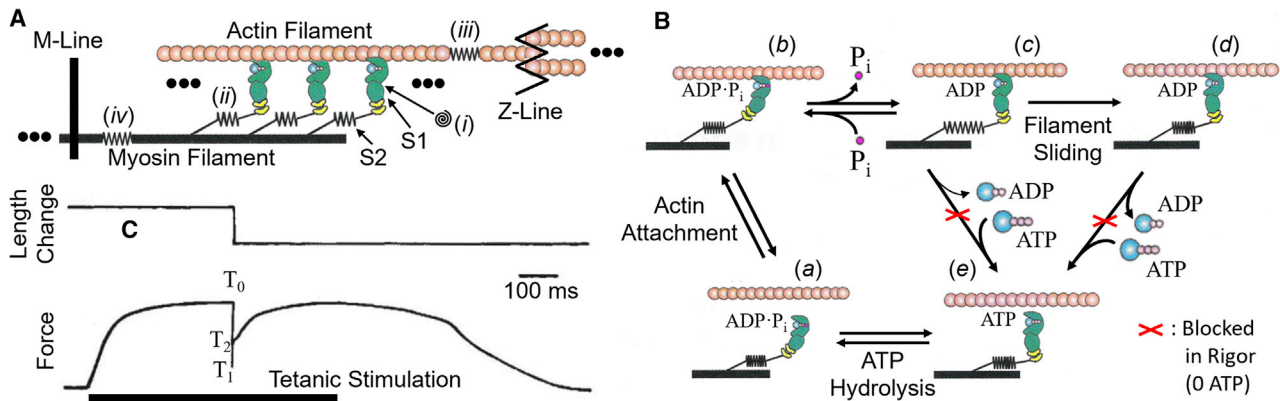 A
M-Line
Actin Filament
(iii)
(ii)
(iv)
(i)
Z-Line
S1
S2
Myosin Filament
B
(b)
ADP·Pi
Pi
Pi
(c)
ADP
Filament
Sliding
(d)
ADP
ADP
ATP
ADP
ATP
Actin
Attachment
(a)
ADP·Pi
ATP
Hydrolysis
(e)
ATP
: Blocked
in Rigor
(0 ATP)
C
Length
Change
100 ms
Force
T0
T2
T1
Tetanic Stimulation